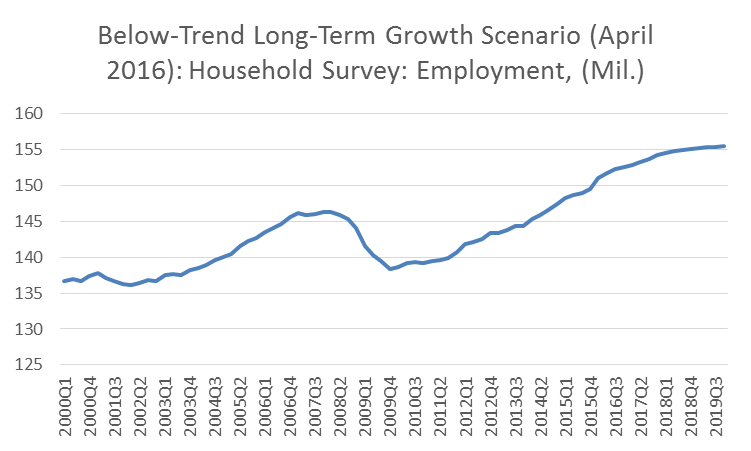 Below-Trend Long-Term Growth Scenario (April
2016): Household Survey: Employment, (Mil.)
160
155
150
145
140
135
130
125
2000Q1
2000Q4
2001Q3
2002Q2
2003Q1
2003Q4
2004Q3
2005Q2
2006Q1
2006Q4
2007Q3
2008Q2
2009Q1
2009Q4
2010Q3
2011Q2
2012Q1
2012Q4
2013Q3
2014Q2
2015Q1
2015Q4
2016Q3
2017Q2
2018Q1
2018Q4
2019Q3